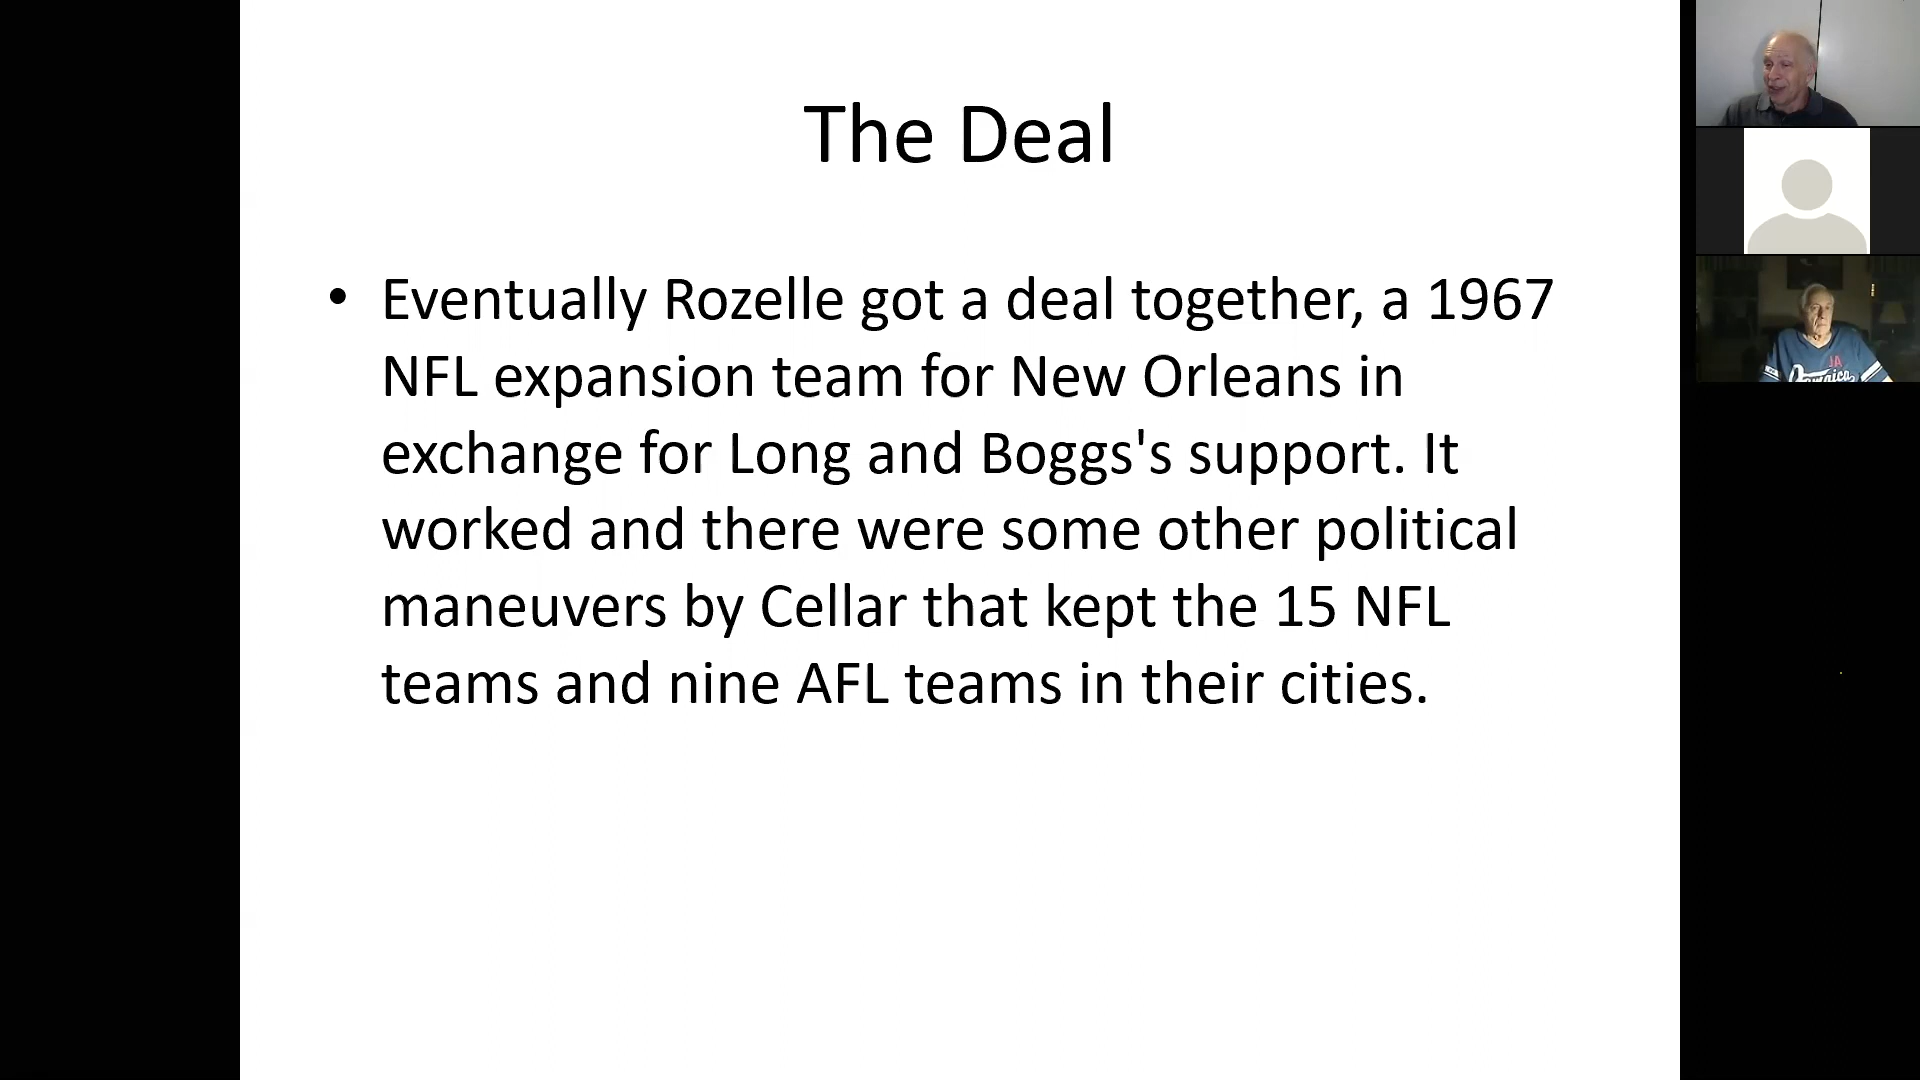 The Deal
• Eventually Rozelle got a deal together, a 1967
NFL expansion team for New Orleans in
exchange for Long and Boggs's support. It
worked and there were some other political
maneuvers by Cellar that kept the 15 NFL
teams and nine AFL teams in their cities.
JA
Jamaica